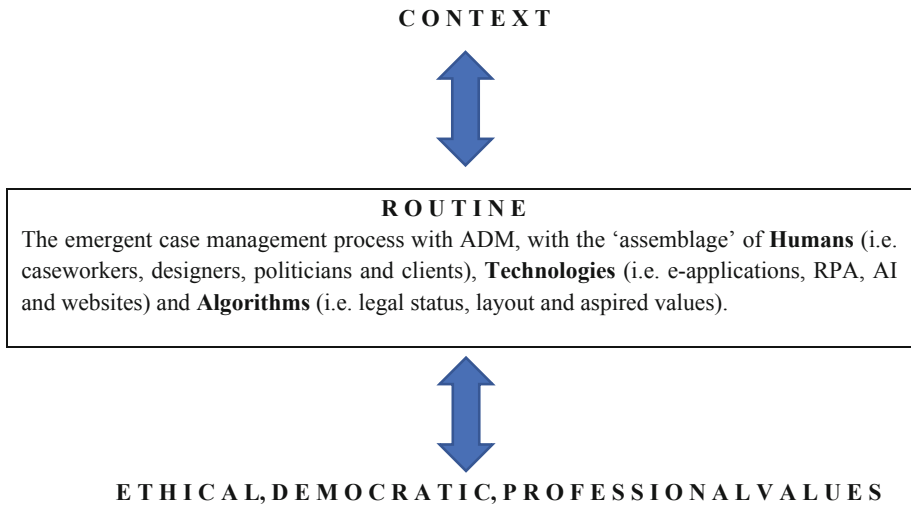 C O N T E X T
R O U T I N E
The emergent case management process with ADM, with the ‘assemblage’ of Humans (i.e.
caseworkers, designers, politicians and clients), Technologies (i.e. e-applications, RPA, AI
and websites) and Algorithms (i.e. legal status, layout and aspired values).
E T H I C A L, D E M O C R A T I C, P R O F E S S I O N A L V A L U E S